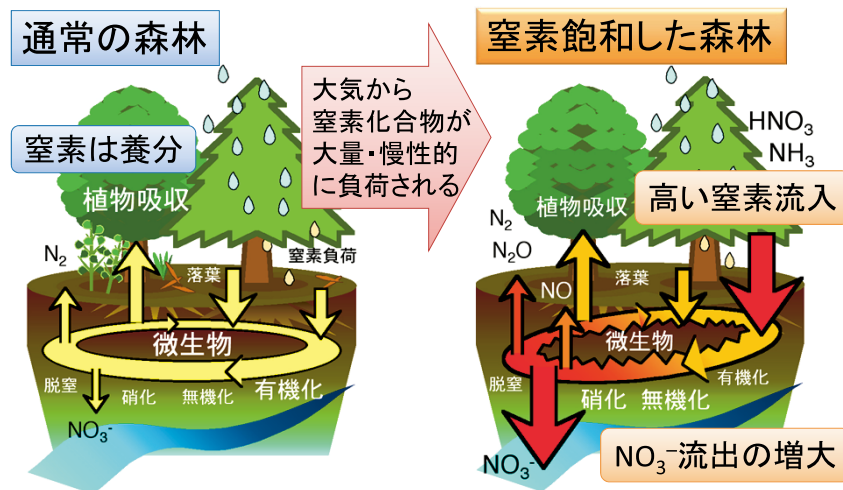 通常の森林
窒素は養分
植物吸収
N₂
落葉
窒素負荷
微生物
脱窒
硝化
無機化
有機化
NO₃⁻
大気から
窒素化合物が
大量・慢性的
に負荷される
窒素飽和した森林
HNO₃
NH₃
高い窒素流入
植物吸収
N₂
N₂O
NO
落葉
微生物
脱窒
硝化
無機化
有機化
NO₃⁻
NO₃⁻流出の増大